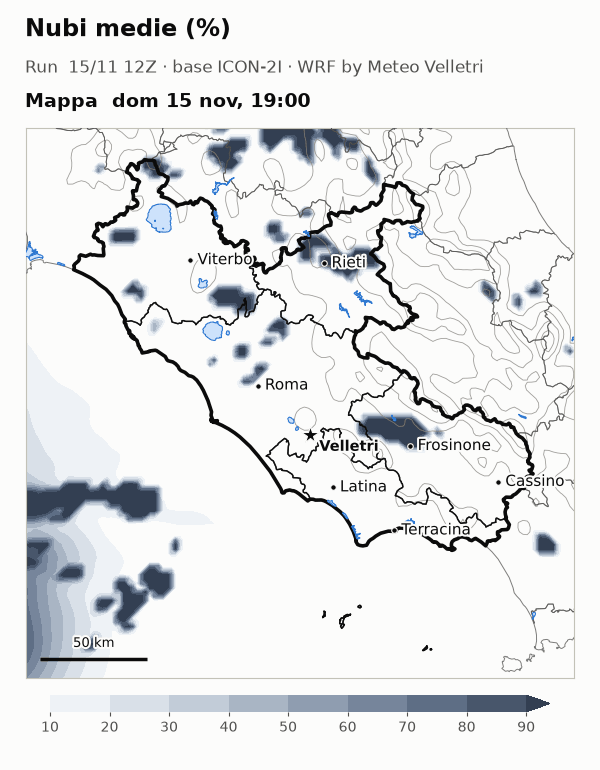 Nubi medie (%)
Run 15/11 12Z · base ICON-2I · WRF by Meteo Velletri
Mappa dom 15 nov, 19:00
Viterbo
Rieti
Roma
Velletri
Frosinone
Cassino
Latina
Terracina
50 km
10 20 30 40 50 60 70 80 90